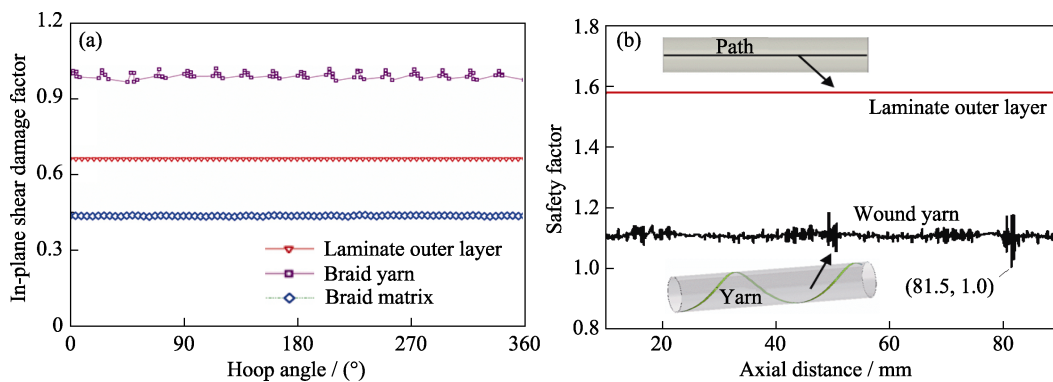 (a)
1.2
0.9
0.6
0.3
0
In-plane shear damage factor
Laminate outer layer
Braid yarn
Braid matrix
0
90
180
270
360
Hoop angle / (°)
(b)
1.8
1.6
1.4
1.2
1.0
0.8
Safety factor
Path
Laminate outer layer
Wound yarn
(81.5, 1.0)
Yarn
20
40
60
80
Axial distance / mm